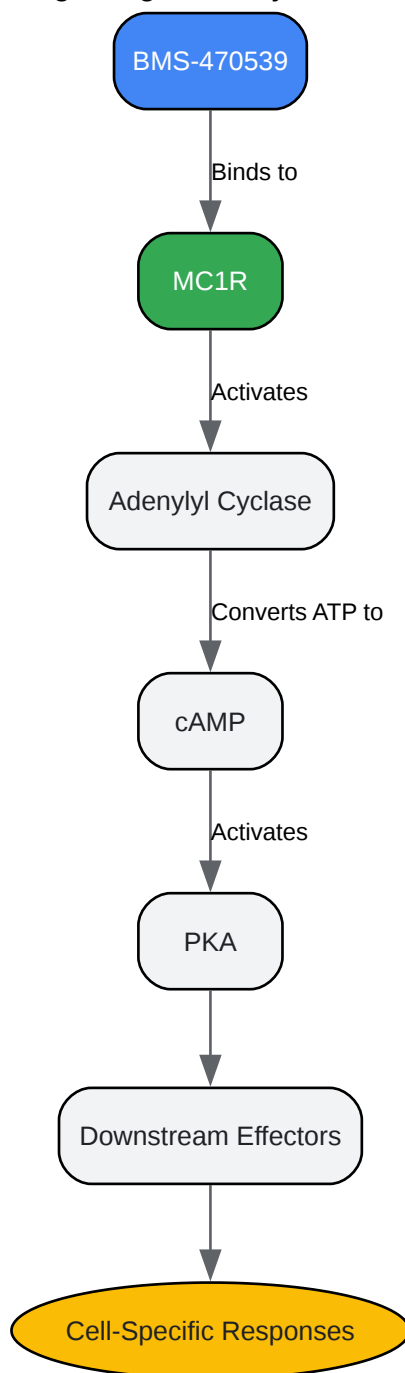 BMS-470539
Binds to
MC1R
Activates
Adenylyl Cyclase
Converts ATP to
cAMP
Activates
PKA
Downstream Effectors
Cell-Specific Responses